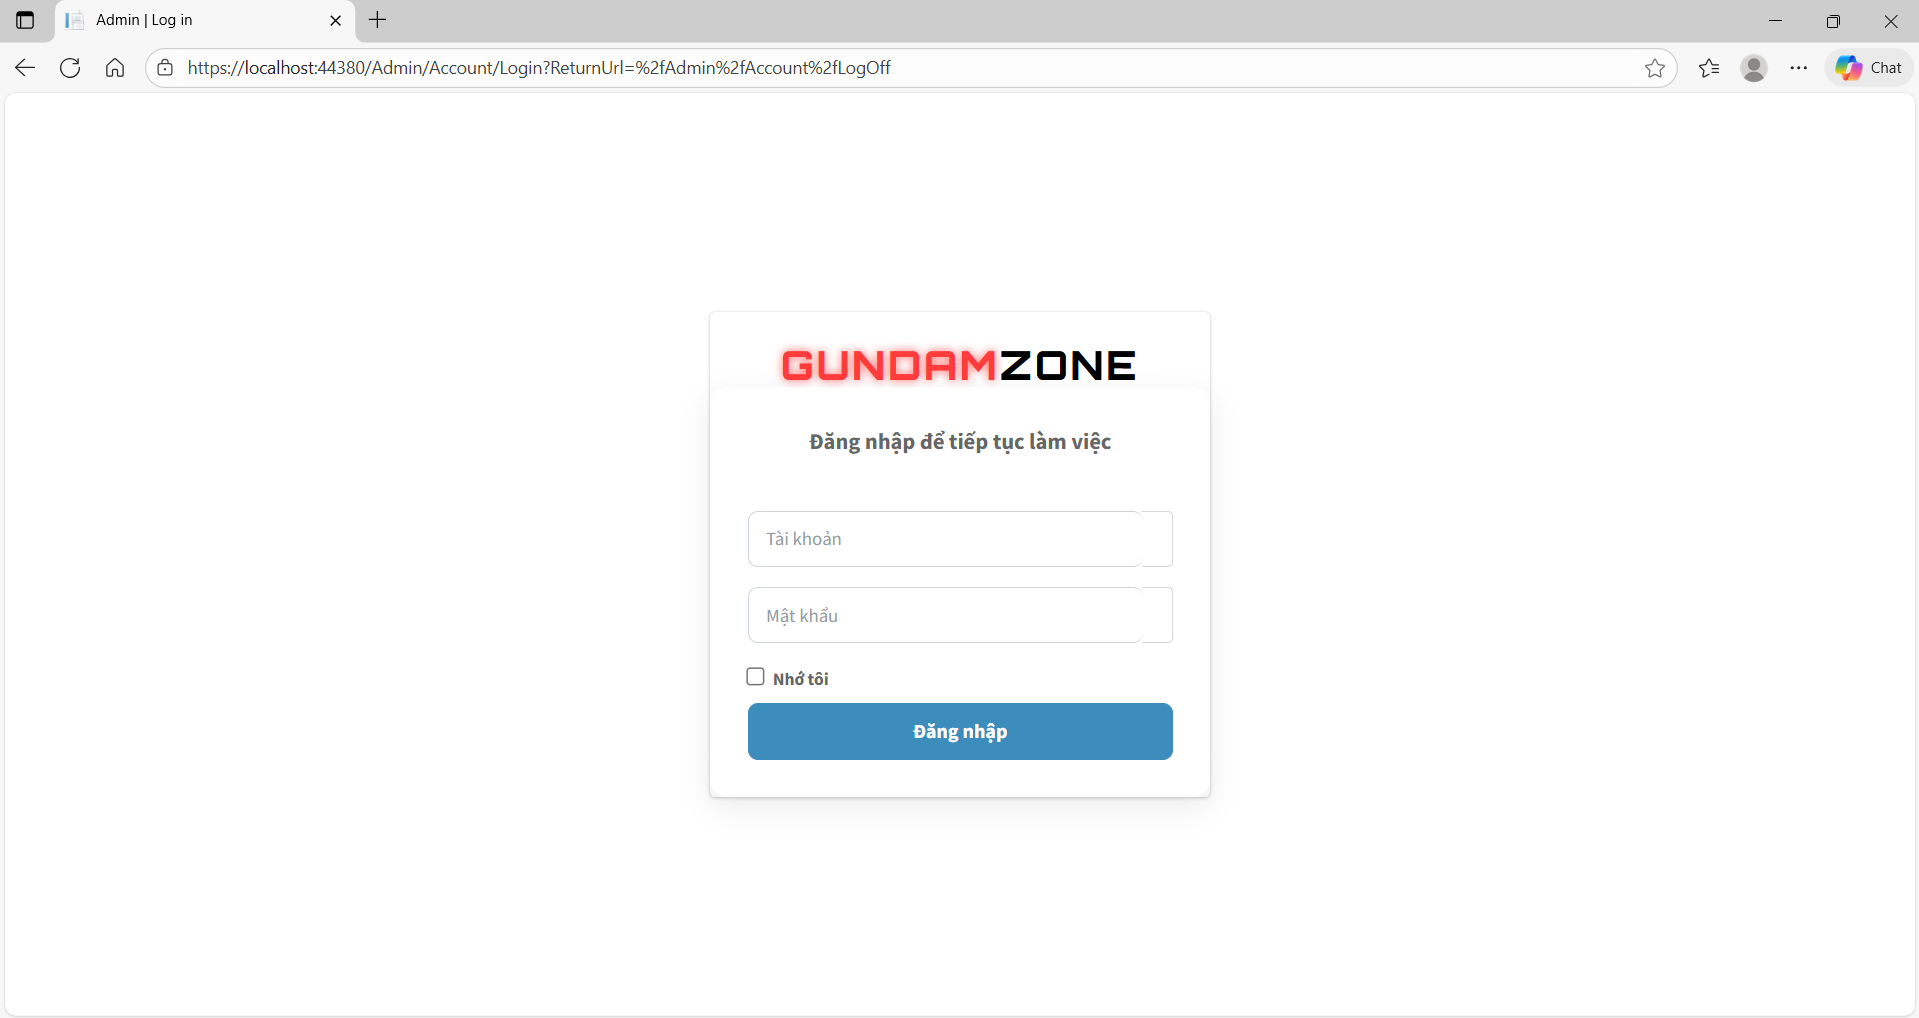 Admin | Log in
https://localhost:44380/Admin/Account/Login?ReturnUrl=%2fAdmin%2fAccount%2fLogOff
Chat
GUNDAMZONE
Đăng nhập để tiếp tục làm việc
Tài khoản
Mật khẩu
Nhớ tôi
Đăng nhập